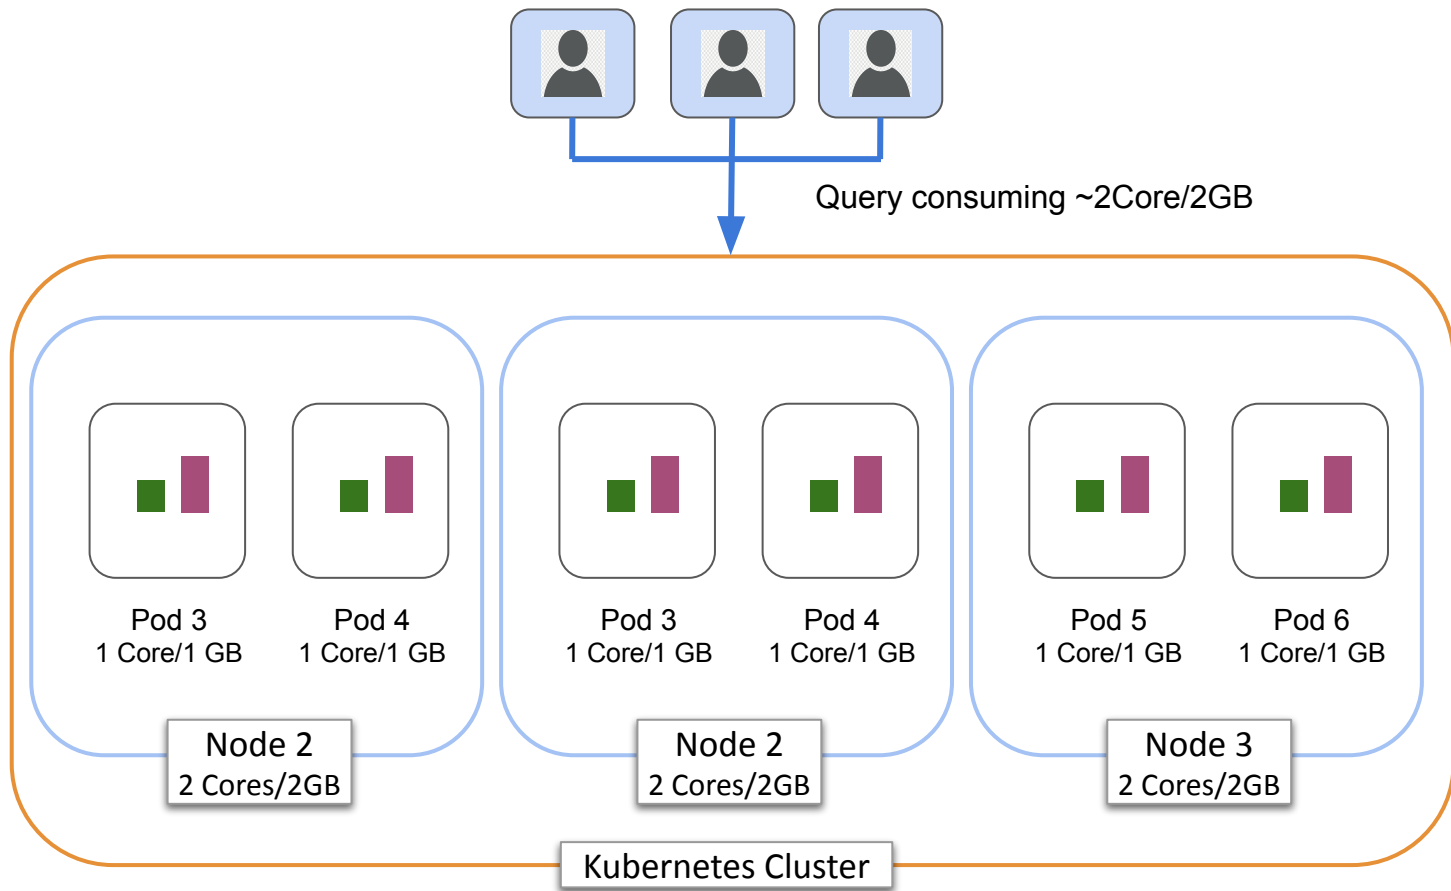 Query consuming ~2Core/2GB
Pod 3
1 Core/1 GB
Pod 4
1 Core/1 GB
Node 2
2 Cores/2GB
Pod 3
1 Core/1 GB
Pod 4
1 Core/1 GB
Node 2
2 Cores/2GB
Pod 5
1 Core/1 GB
Pod 6
1 Core/1 GB
Node 3
2 Cores/2GB
Kubernetes Cluster